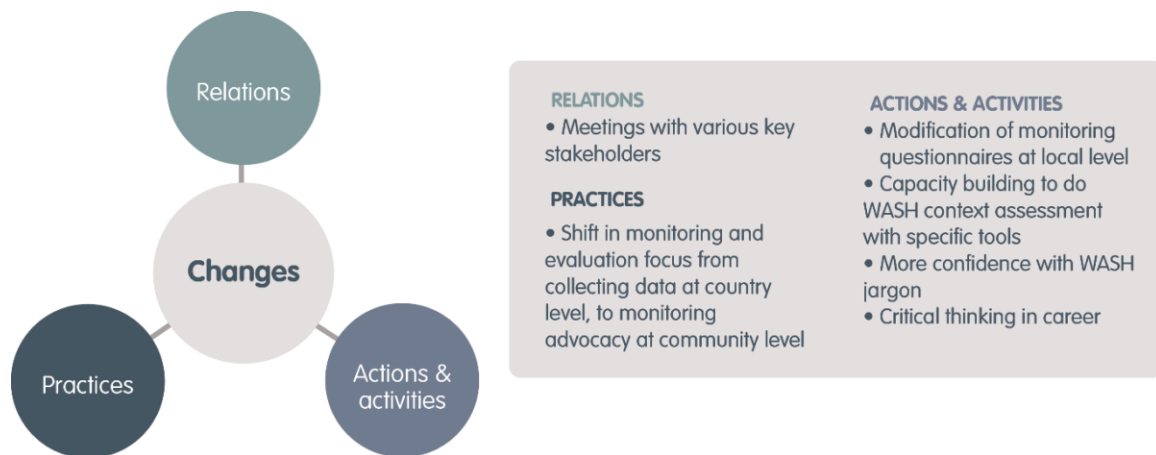 Relations
Changes
Practices
Actions &
activities
RELATIONS
• Meetings with various key
stakeholders
PRACTICES
• Shift in monitoring and
evaluation focus from
collecting data at country
level, to monitoring
advocacy at community level
ACTIONS & ACTIVITIES
• Modification of monitoring
questionnaires at local level
• Capacity building to do
WASH context assessment
with specific tools
• More confidence with WASH
jargon
• Critical thinking in career